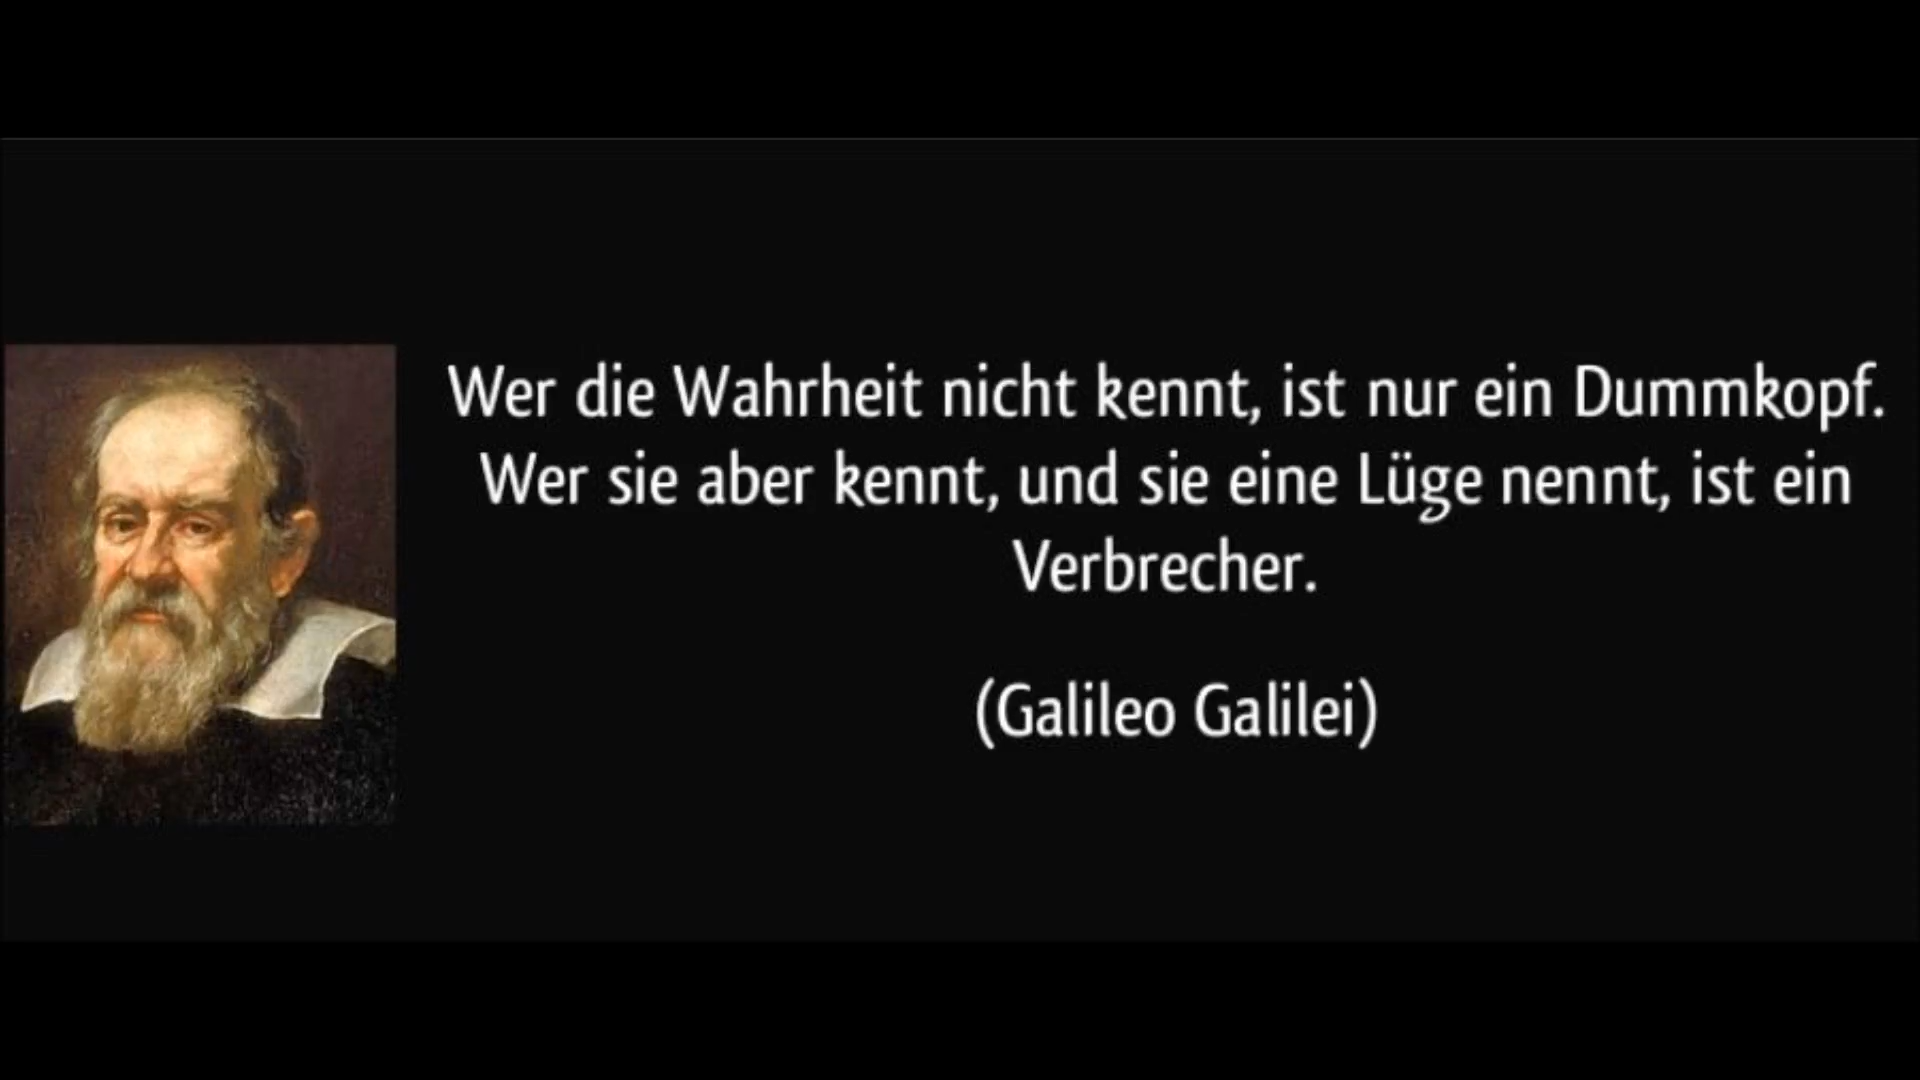 Wer die Wahrheit nicht kennt, ist nur ein Dummkopf.
Wer sie aber kennt, und sie eine Lüge nennt, ist ein
Verbrecher.
(Galileo Galilei)